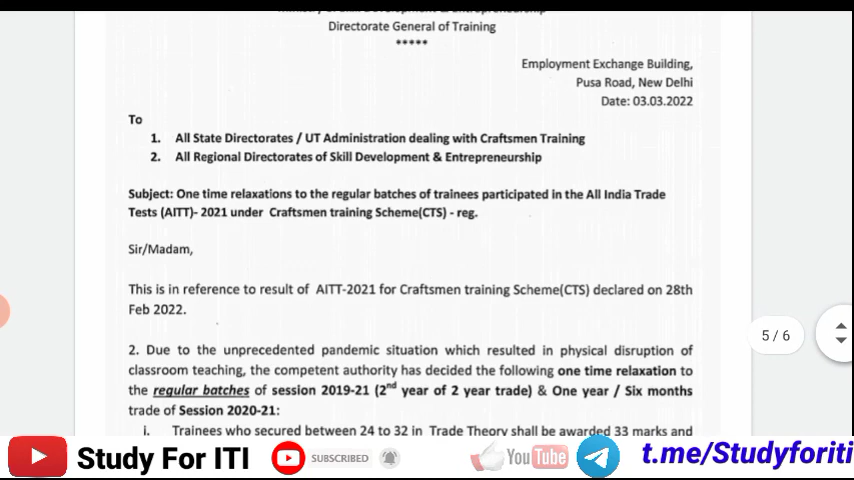 Directorate General of Training
*****
Employment Exchange Building,
Pusa Road, New Delhi
Date: 03.03.2022
To
1. All State Directorates / UT Administration dealing with Craftsmen Training
2. All Regional Directorates of Skill Development & Entrepreneurship
Subject: One time relaxations to the regular batches of trainees participated in the All India Trade
Tests (AITT)- 2021 under Craftsmen training Scheme(CTS) - reg.
Sir/Madam,
This is in reference to result of AITT-2021 for Craftsmen training Scheme(CTS) declared on 28th
Feb 2022.
5 / 6
2. Due to the unprecedented pandemic situation which resulted in physical disruption of
classroom teaching, the competent authority has decided the following one time relaxation to
the regular batches of session 2019-21 (2nd year of 2 year trade) & One year / Six months
trade of Session 2020-21:
i. Trainees who secured between 24 to 32 in Trade Theory shall be awarded 33 marks and
Study For ITI SUBSCRIBED YouTube t.me/Studyforiti